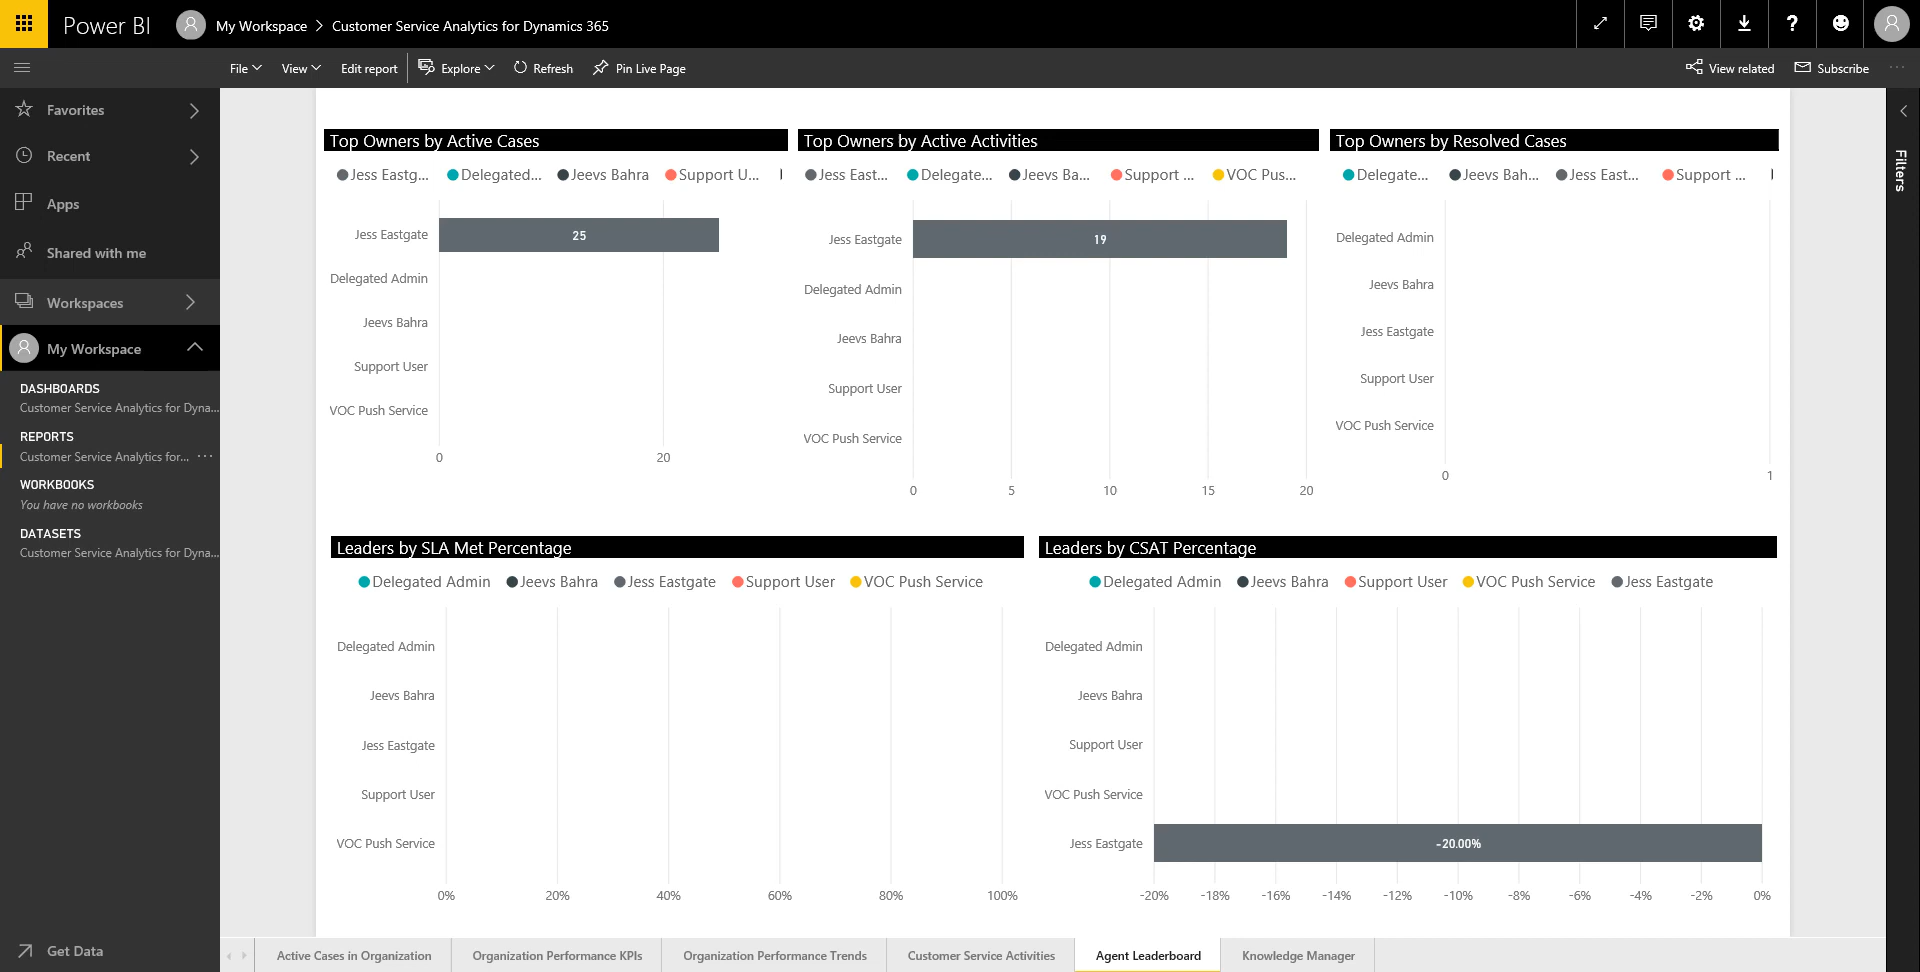 Power BI
My Workspace > Customer Service Analytics for Dynamics 365
File View Edit report Explore Refresh Pin Live Page View related Subscribe ...
Favorites
Recent
Apps
Shared with me
Workspaces
My Workspace
DASHBOARDS
Customer Service Analytics for Dyna...
REPORTS
Customer Service Analytics for... ...
WORKBOOKS
You have no workbooks
DATASETS
Customer Service Analytics for Dyna...
Get Data
Top Owners by Active Cases
Jess Eastg... Delegated... Jeevs Bahra Support U...
Jess Eastgate 25
Delegated Admin
Jeevs Bahra
Support User
VOC Push Service
0 20
Top Owners by Active Activities
Jess East... Delegate... Jeevs Ba... Support ... VOC Pus...
Jess Eastgate 19
Delegated Admin
Jeevs Bahra
Support User
VOC Push Service
0 5 10 15 20
Top Owners by Resolved Cases
Delegate... Jeevs Bah... Jess East... Support ...
Delegated Admin
Jeevs Bahra
Jess Eastgate
Support User
VOC Push Service
0 1
Leaders by SLA Met Percentage
Delegated Admin Jeevs Bahra Jess Eastgate Support User VOC Push Service
Delegated Admin
Jeevs Bahra
Jess Eastgate
Support User
VOC Push Service
0% 20% 40% 60% 80% 100%
Leaders by CSAT Percentage
Delegated Admin Jeevs Bahra Support User VOC Push Service Jess Eastgate
Delegated Admin
Jeevs Bahra
Support User
VOC Push Service
Jess Eastgate -20.00%
-20% -18% -16% -14% -12% -10% -8% -6% -4% -2% 0%
Filters
Active Cases in Organization Organization Performance KPIs Organization Performance Trends Customer Service Activities Agent Leaderboard Knowledge Manager